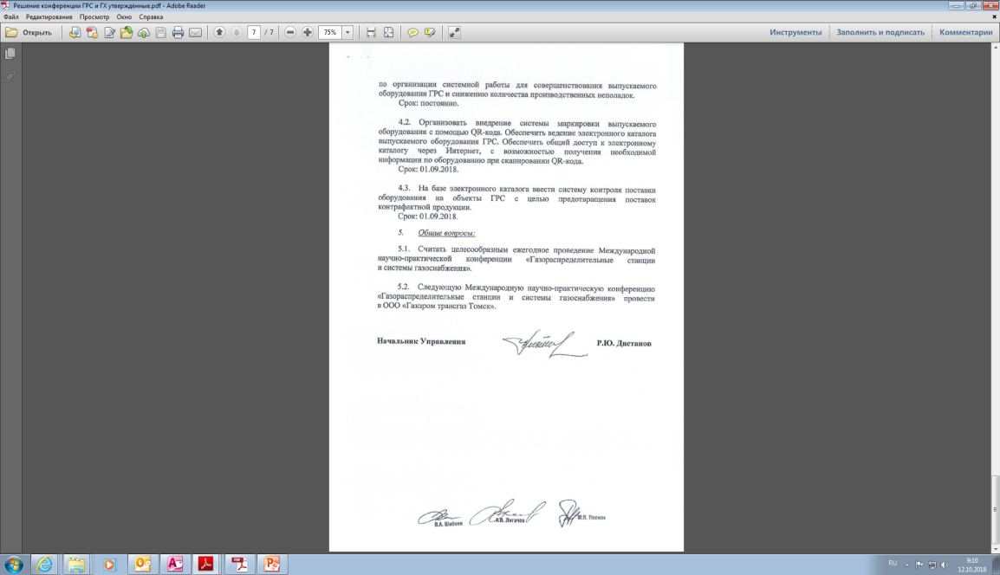 Решение конференции ГРС и ГХ утвержденные.pdf - Adobe Reader
Файл Редактирование Просмотр Окно Справка
Открыть 7 / 7 75% Инструменты Заполнить и подписать Комментарии
по организации системной работы для совершенствования выпускаемого
оборудования ГРС и снижению количества производственных неполадок.
Срок: постоянно.
4.2. Организовать внедрение системы маркировки выпускаемого
оборудования с помощью QR-кода. Обеспечить ведение электронного каталога
выпускаемого оборудования ГРС. Обеспечить общий доступ к электронному
каталогу через Интернет, с возможностью получения необходимой
информации по оборудованию при сканировании QR-кода.
Срок: 01.09.2018.
4.3. На базе электронного каталога ввести систему контроля поставки
оборудования на объекты ГРС с целью предотвращения поставок
контрафактной продукции.
Срок: 01.09.2018.
5. Общие вопросы:
5.1. Считать целесообразным ежегодное проведение Международной
научно-практической конференции «Газораспределительные станции
и системы газоснабжения».
5.2. Следующую Международную научно-практическую конференцию
«Газораспределительные станции и системы газоснабжения» провести
в ООО «Газпром трансгаз Томск».
Начальник Управления Р.Ю. Дистанов
В.А. А.В. М.П.
RU 9:10
12.10.2018